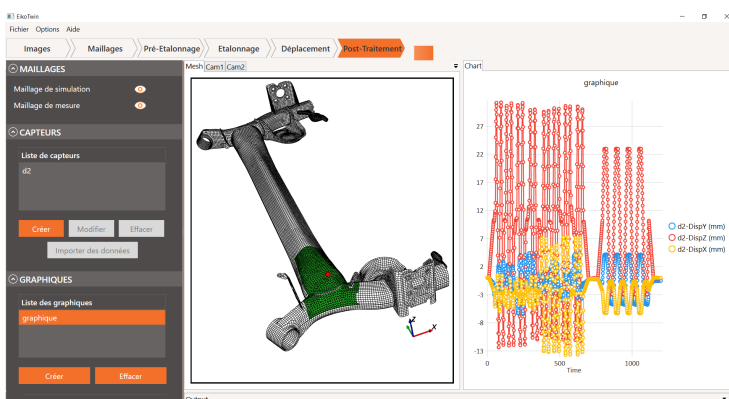 EikoTwin
Fichier Options Aide
Images Maillages Pré-Etalonnage Etalonnage Déplacement Post-Traitement
MAILLAGES
Maillage de simulation
Maillage de mesure
CAPTEURS
Liste de capteurs
d2
Créer Modifier Effacer
Importer des données
GRAPHIQUES
Liste des graphiques
graphique
Créer Effacer
Mesh Cam1 Cam2
Z
X
Chart
graphique
27
22
17
12
7
2
-3
-8
-13
0 500 1000
Time
d2-DispY (mm)
d2-DispZ (mm)
d2-DispX (mm)
Output